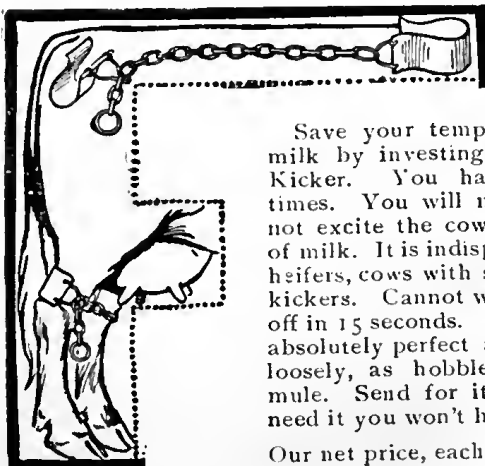 Save your temp
milk by investing
Kicker. You ha
times. You will n
not excite the cow
of milk. It is indisp
heifers, cows with s
kickers. Cannot w
off in 15 seconds.
absolutely perfect a
loosely, as hobble
mule. Send for it
need it you won't h
Our net price, each